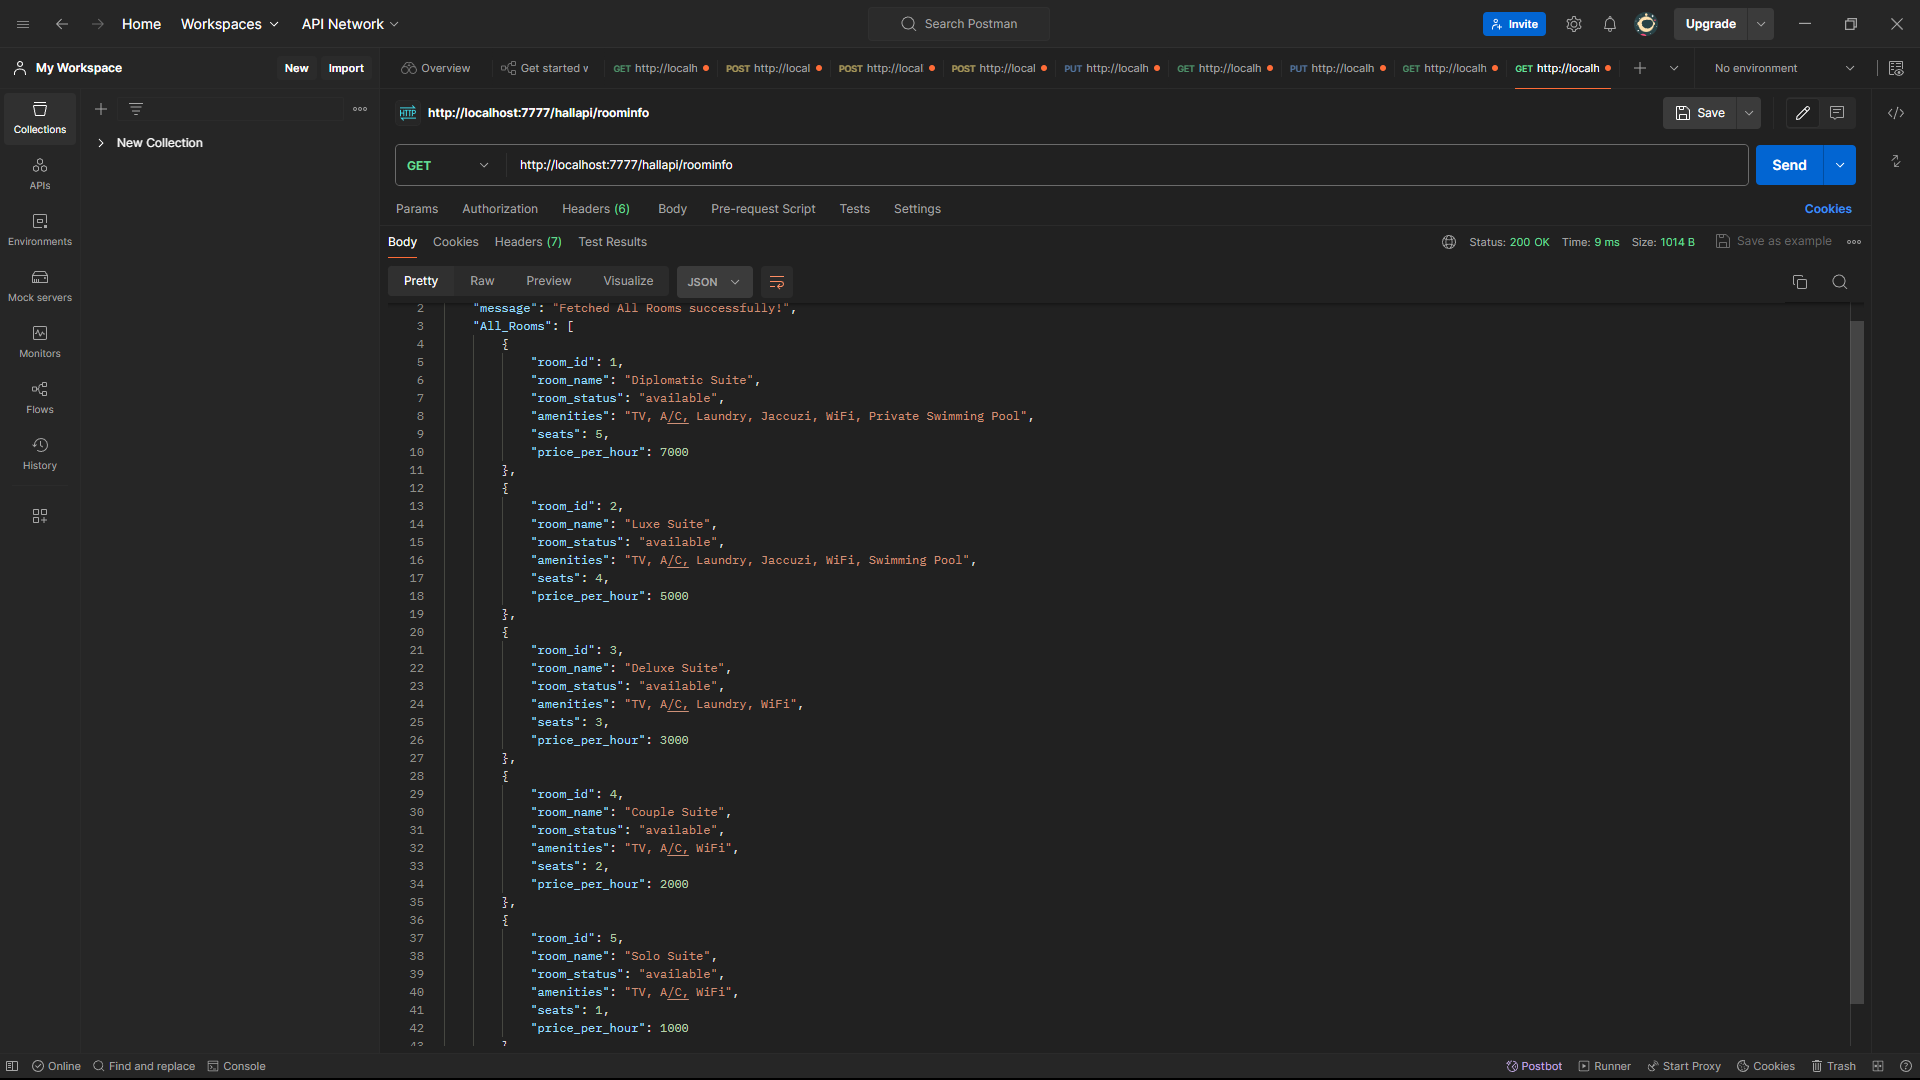 Home Workspaces API Network Search Postman Invite Upgrade
My Workspace New Import Overview Get started GET http://localh POST http://local POST http://local POST http://local PUT http://localh GET http://localh PUT http://localh GET http://localh GET http://localh No environment
Collections
APIs
Environments
Mock servers
Monitors
Flows
History
New Collection
HTTP http://localhost:7777/hallapi/roominfo Save
GET http://localhost:7777/hallapi/roominfo Send
Params Authorization Headers (6) Body Pre-request Script Tests Settings Cookies
Body Cookies Headers (7) Test Results Status: 200 OK Time: 9 ms Size: 1014 B Save as example
Pretty Raw Preview Visualize JSON
2 "message": "Fetched All Rooms successfully!",
3 "All_Rooms": [
4 {
5 "room_id": 1,
6 "room_name": "Diplomatic Suite",
7 "room_status": "available",
8 "amenities": "TV, A/C, Laundry, Jaccuzi, WiFi, Private Swimming Pool",
9 "seats": 5,
10 "price_per_hour": 7000
11 },
12 {
13 "room_id": 2,
14 "room_name": "Luxe Suite",
15 "room_status": "available",
16 "amenities": "TV, A/C, Laundry, Jaccuzi, WiFi, Swimming Pool",
17 "seats": 4,
18 "price_per_hour": 5000
19 },
20 {
21 "room_id": 3,
22 "room_name": "Deluxe Suite",
23 "room_status": "available",
24 "amenities": "TV, A/C, Laundry, WiFi",
25 "seats": 3,
26 "price_per_hour": 3000
27 },
28 {
29 "room_id": 4,
30 "room_name": "Couple Suite",
31 "room_status": "available",
32 "amenities": "TV, A/C, WiFi",
33 "seats": 2,
34 "price_per_hour": 2000
35 },
36 {
37 "room_id": 5,
38 "room_name": "Solo Suite",
39 "room_status": "available",
40 "amenities": "TV, A/C, WiFi",
41 "seats": 1,
42 "price_per_hour": 1000
43 }
Online Find and replace Console Postbot Runner Start Proxy Cookies Trash